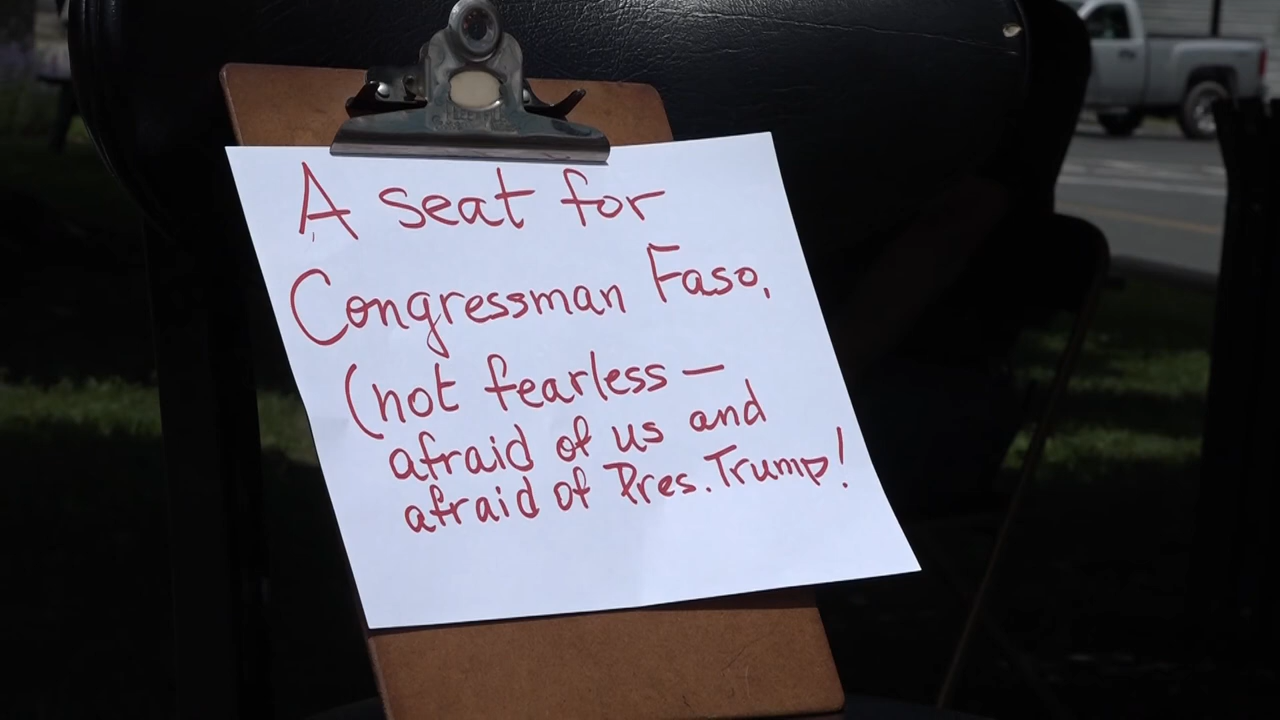 A seat for
Congressman Faso,
(not fearless —
afraid of us and
afraid of Pres. Trump!